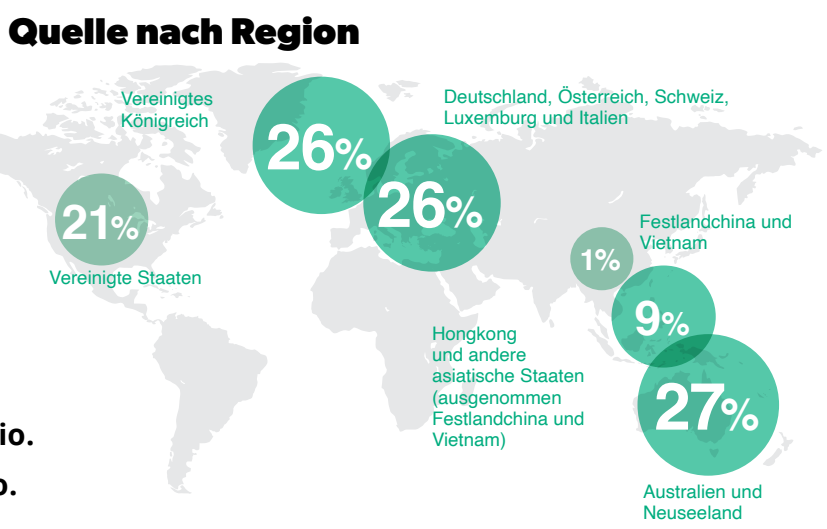 Quelle nach Region
Vereinigtes
Königreich
26%
Deutschland, Österreich, Schweiz,
Luxemburg und Italien
26%
21%
Vereinigte Staaten
Festlandchina und
Vietnam
1%
9%
Hongkong
und andere
asiatische Staaten
(ausgenommen
Festlandchina und
Vietnam)
27%
Australien und
Neuseeland
io.
o.